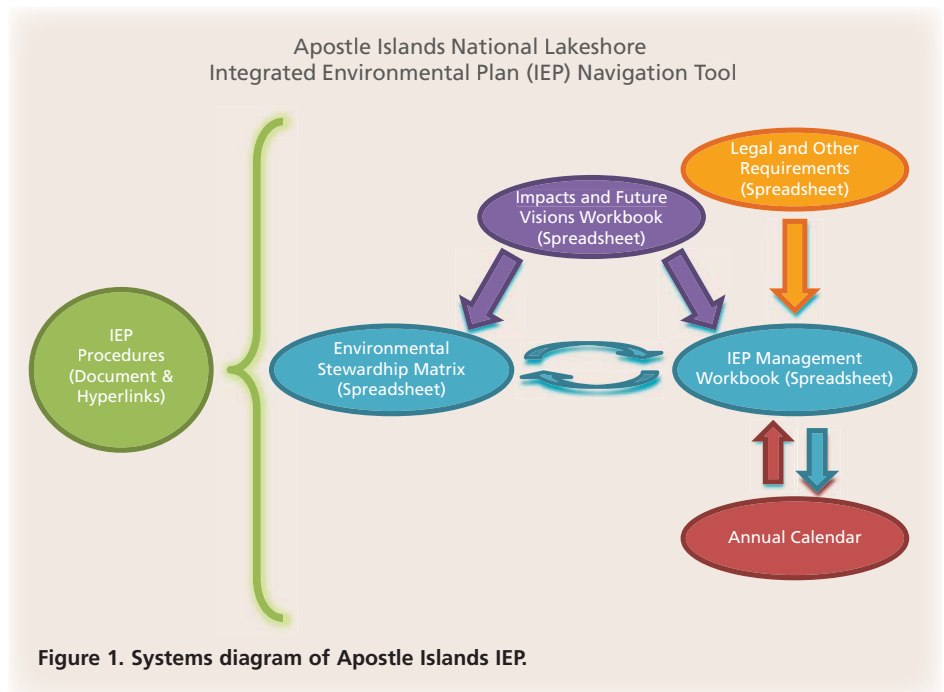 Apostle Islands National Lakeshore
Integrated Environmental Plan (IEP) Navigation Tool
Legal and Other
Requirements
(Spreadsheet)
Impacts and Future
Visions Workbook
(Spreadsheet)
IEP
Procedures
(Document &
Hyperlinks)
Environmental
Stewardhip Matrix
(Spreadsheet)
IEP Management
Workbook (Spreadsheet)
Annual Calendar
Figure 1. Systems diagram of Apostle Islands IEP.